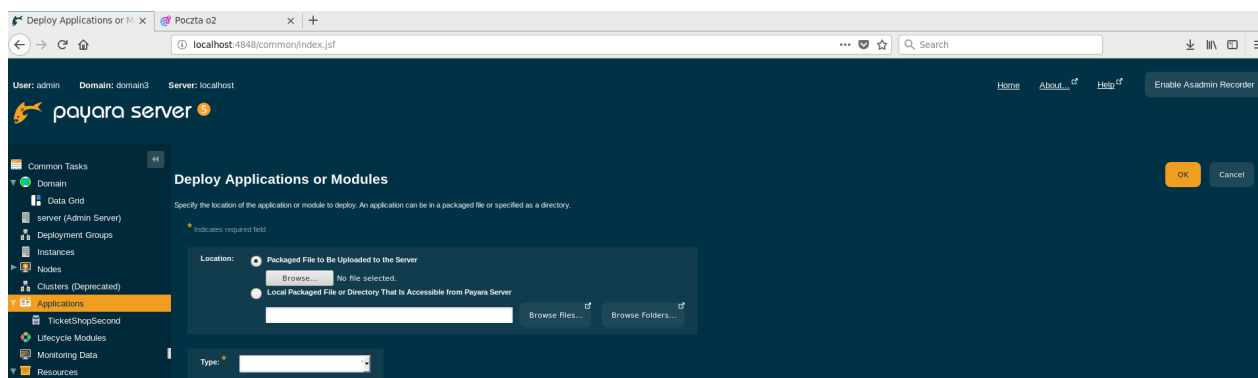 Deploy Applications or M
Poczta o2
localhost:4848/common/index.jsf
Search
User: admin Domain: domain3 Server: localhost
Home About... Help Enable Asadmin Recorder
payara server 5
Common Tasks
Domain
Data Grid
server (Admin Server)
Deployment Groups
Instances
Nodes
Clusters (Deprecated)
Applications
TicketShopSecond
Lifecycle Modules
Monitoring Data
Resources
Deploy Applications or Modules
OK Cancel
Specify the location of the application or module to deploy. An application can be in a packaged file or specified as a directory.
* Indicates required field
Location: Packaged File to Be Uploaded to the Server
Browse... No file selected.
Local Packaged File or Directory That Is Accessible from Payara Server
Browse Files... Browse Folders...
Type: *